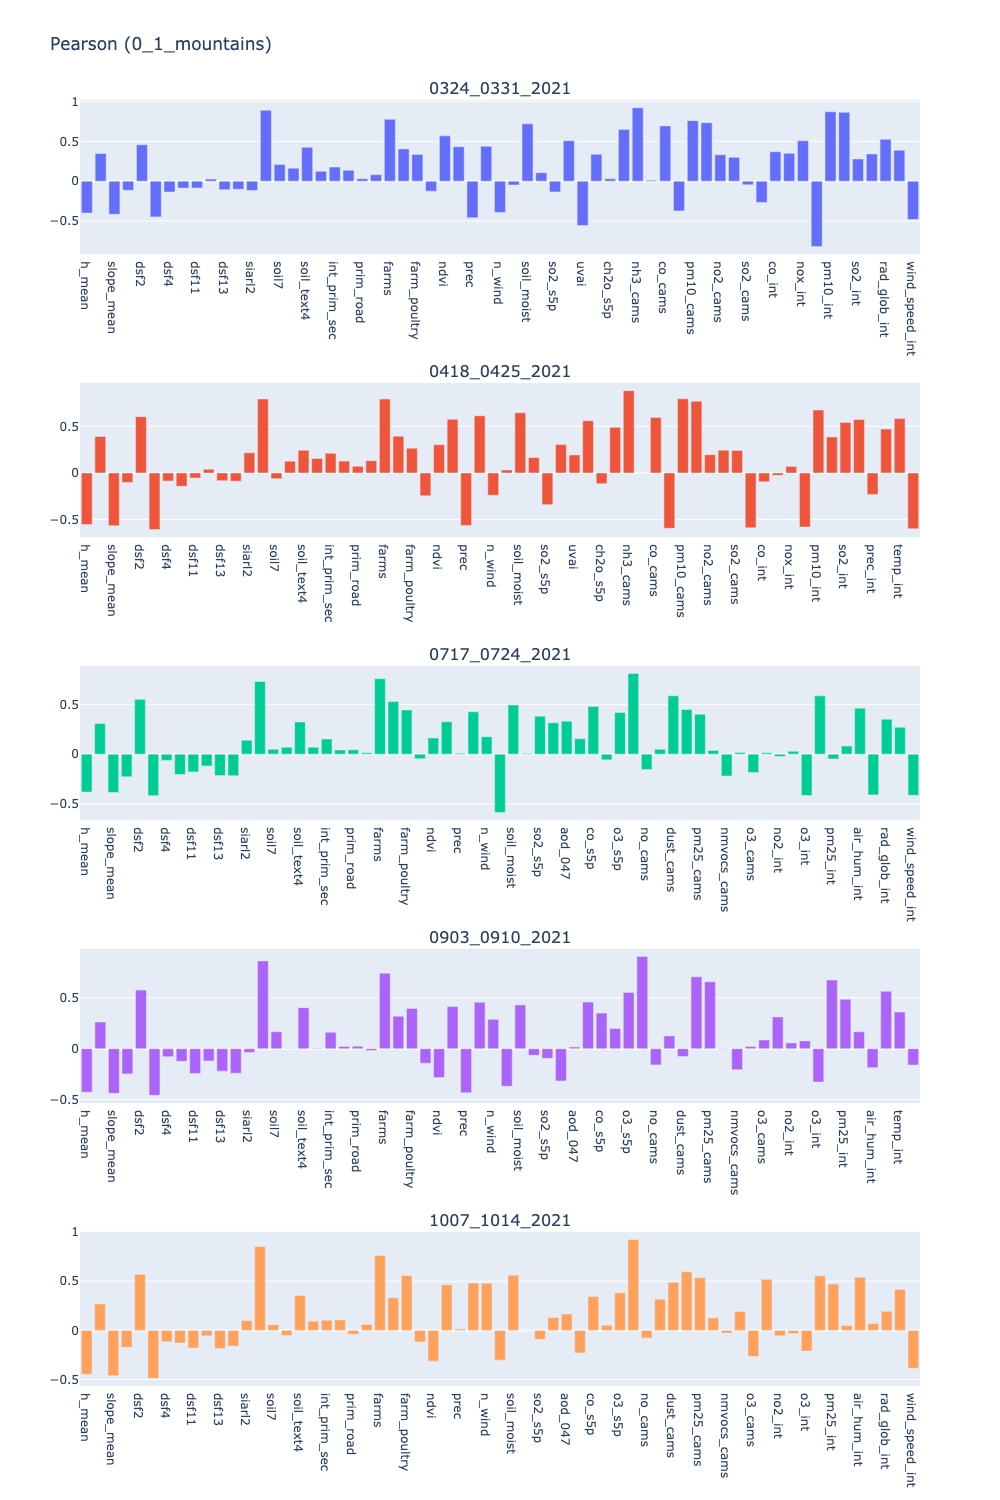 Pearson (0_1_mountains)
0324_0331_2021
1
0.5
0
−0.5
h_mean
slope_mean
dsf2
dsf4
dsf11
dsf13
siarl2
soil7
soil_text4
int_prim_sec
prim_road
farms
farm_poultry
ndvi
prec
n_wind
soil_moist
so2_s5p
uvai
ch2o_s5p
nh3_cams
co_cams
pm10_cams
no2_cams
so2_cams
co_int
nox_int
pm10_int
so2_int
rad_glob_int
wind_speed_int
0418_0425_2021
0.5
0
−0.5
h_mean
slope_mean
dsf2
dsf4
dsf11
dsf13
siarl2
soil7
soil_text4
int_prim_sec
prim_road
farms
farm_poultry
ndvi
prec
n_wind
soil_moist
so2_s5p
uvai
ch2o_s5p
nh3_cams
co_cams
pm10_cams
no2_cams
so2_cams
co_int
nox_int
pm10_int
so2_int
prec_int
temp_int
0717_0724_2021
0.5
0
−0.5
h_mean
slope_mean
dsf2
dsf4
dsf11
dsf13
siarl2
soil7
soil_text4
int_prim_sec
prim_road
farms
farm_poultry
ndvi
prec
n_wind
soil_moist
so2_s5p
aod_047
co_s5p
o3_s5p
no_cams
dust_cams
pm25_cams
nmvocs_cams
o3_cams
no2_int
o3_int
pm25_int
air_hum_int
rad_glob_int
wind_speed_int
0903_0910_2021
0.5
0
−0.5
h_mean
slope_mean
dsf2
dsf4
dsf11
dsf13
siarl2
soil7
soil_text4
int_prim_sec
prim_road
farms
farm_poultry
ndvi
prec
n_wind
soil_moist
so2_s5p
aod_047
co_s5p
o3_s5p
no_cams
dust_cams
pm25_cams
nmvocs_cams
o3_cams
no2_int
o3_int
pm25_int
air_hum_int
temp_int
1007_1014_2021
1
0.5
0
−0.5
h_mean
slope_mean
dsf2
dsf4
dsf11
dsf13
siarl2
soil7
soil_text4
int_prim_sec
prim_road
farms
farm_poultry
ndvi
prec
n_wind
soil_moist
so2_s5p
aod_047
co_s5p
o3_s5p
no_cams
dust_cams
pm25_cams
nmvocs_cams
o3_cams
no2_int
o3_int
pm25_int
air_hum_int
rad_glob_int
wind_speed_int